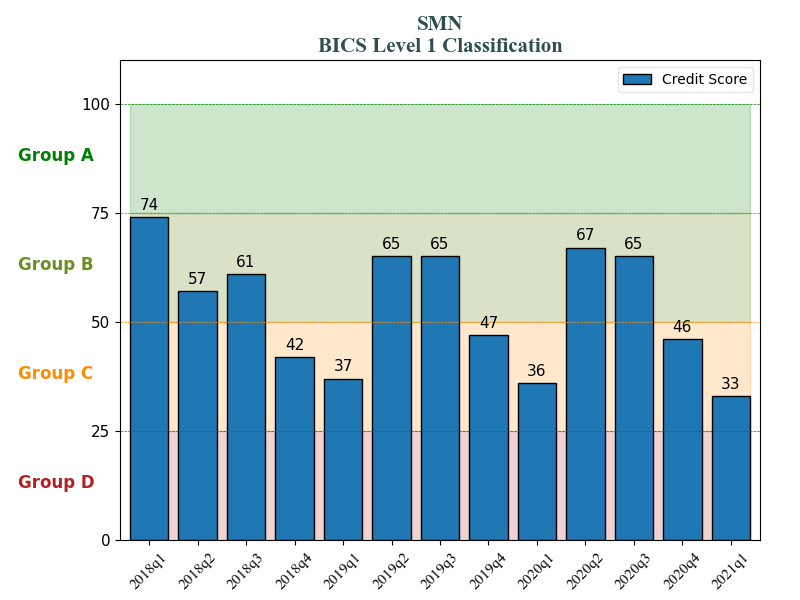 SMN
BICS Level 1 Classification
Credit Score
100
Group A
74
75
67
65
65
65
61
Group B
57
50
47
46
42
37
36
33
Group C
25
Group D
0
2018q1
2018q2
2018q3
2018q4
2019q1
2019q2
2019q3
2019q4
2020q1
2020q2
2020q3
2020q4
2021q1